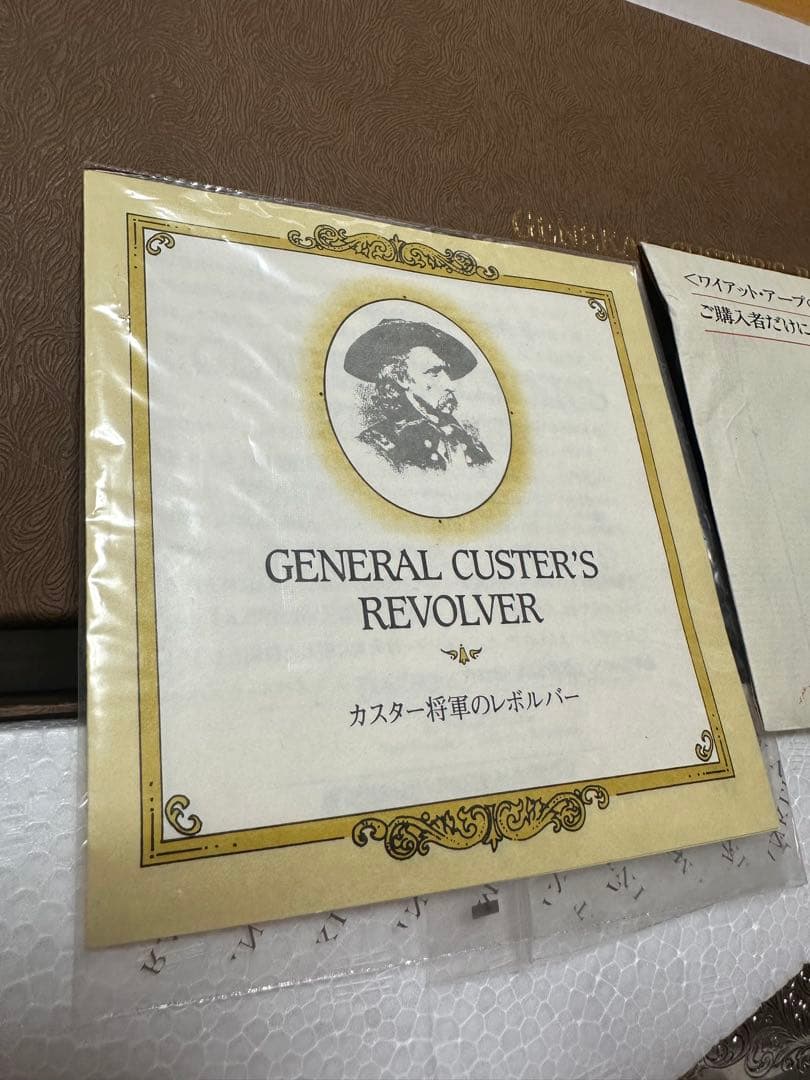 GENERAL CUSTER'S
REVOLVER
カスター将軍のレボルバー
<ワイアット・アープの
ご購入者だけに